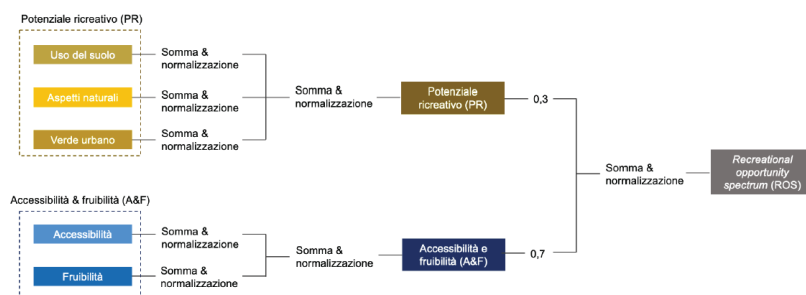 Potenziale ricreativo (PR)
Uso del suolo
Somma &
normalizzazione
Aspetti naturali
Somma &
normalizzazione
Verde urbano
Somma &
normalizzazione
Somma &
normalizzazione
Potenziale
ricreativo (PR)
0,3
Accessibilità & fruibilità (A&F)
Accessibilità
Somma &
normalizzazione
Fruibilità
Somma &
normalizzazione
Somma &
normalizzazione
Accessibilità e
fruibilità (A&F)
0,7
Somma &
normalizzazione
Recreational
opportunity
spectrum (ROS)